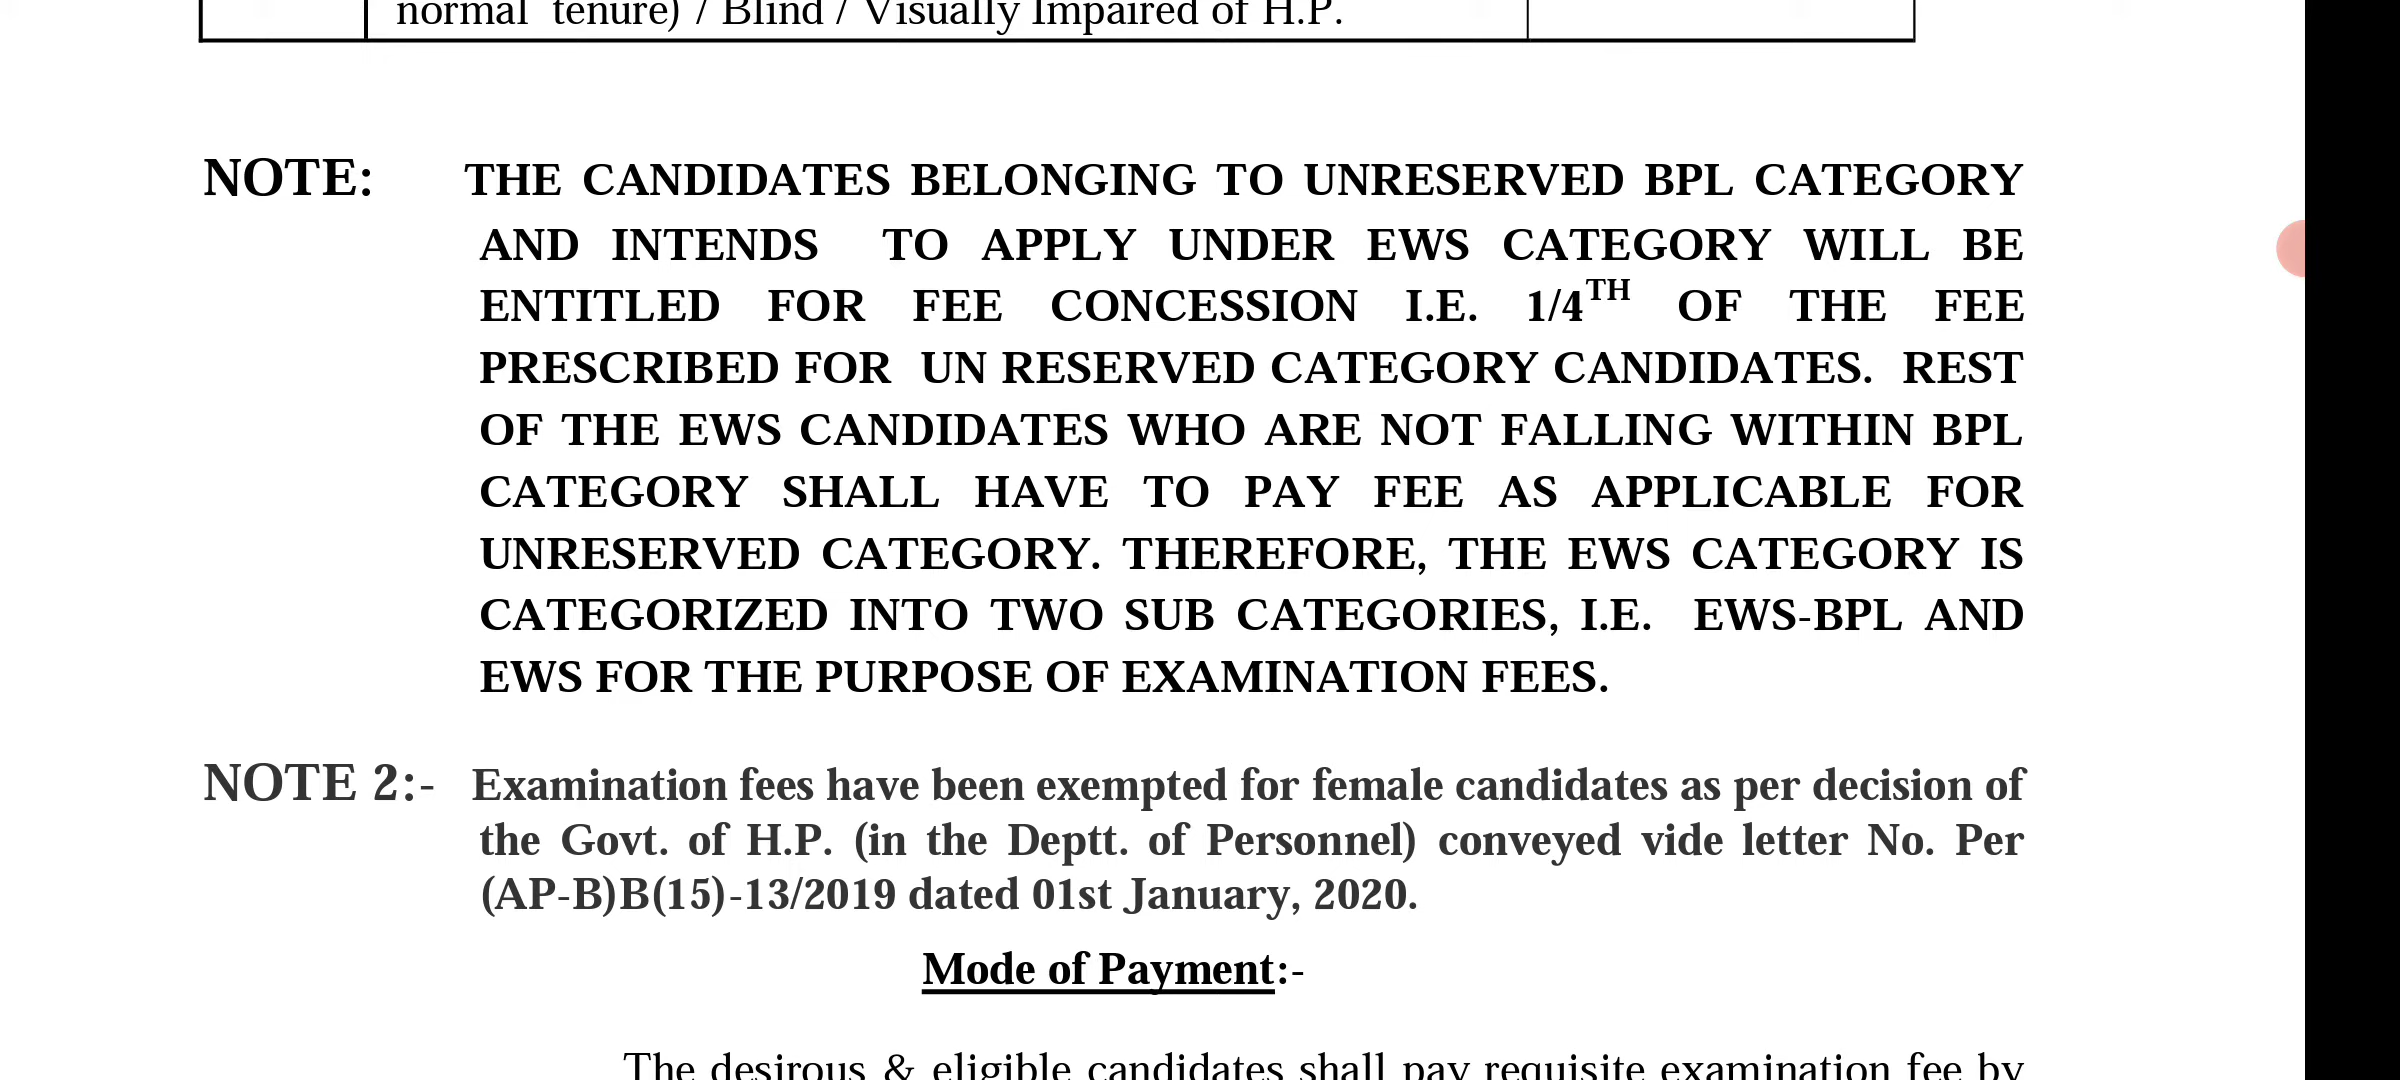 normal tenure) / Blind / Visually Impaired of H.P.
NOTE: THE CANDIDATES BELONGING TO UNRESERVED BPL CATEGORY
AND INTENDS TO APPLY UNDER EWS CATEGORY WILL BE
ENTITLED FOR FEE CONCESSION I.E. 1/4TH OF THE FEE
PRESCRIBED FOR UN RESERVED CATEGORY CANDIDATES. REST
OF THE EWS CANDIDATES WHO ARE NOT FALLING WITHIN BPL
CATEGORY SHALL HAVE TO PAY FEE AS APPLICABLE FOR
UNRESERVED CATEGORY. THEREFORE, THE EWS CATEGORY IS
CATEGORIZED INTO TWO SUB CATEGORIES, I.E. EWS-BPL AND
EWS FOR THE PURPOSE OF EXAMINATION FEES.
NOTE 2:- Examination fees have been exempted for female candidates as per decision of
the Govt. of H.P. (in the Deptt. of Personnel) conveyed vide letter No. Per
(AP-B)B(15)-13/2019 dated 01st January, 2020.
Mode of Payment:-
The desirous & eligible candidates shall pay requisite examination fee by